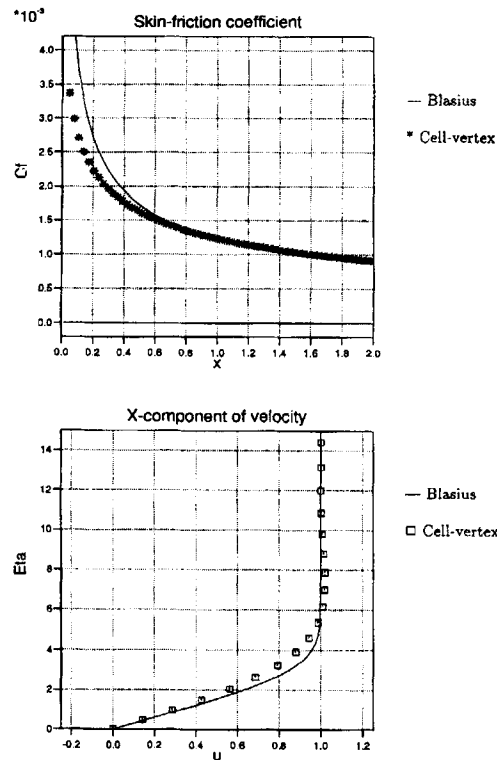 Skin-friction coefficient
*10⁻³
4.0
3.5
3.0
2.5
2.0
1.5
1.0
0.5
0.0
Cf
0.0 0.2 0.4 0.6 0.8 1.0 1.2 1.4 1.6 1.8 2.0
X
Blasius
Cell-vertex
X-component of velocity
14
12
10
8
6
4
2
0
Eta
-0.2 0.0 0.2 0.4 0.6 0.8 1.0 1.2
u
Blasius
Cell-vertex